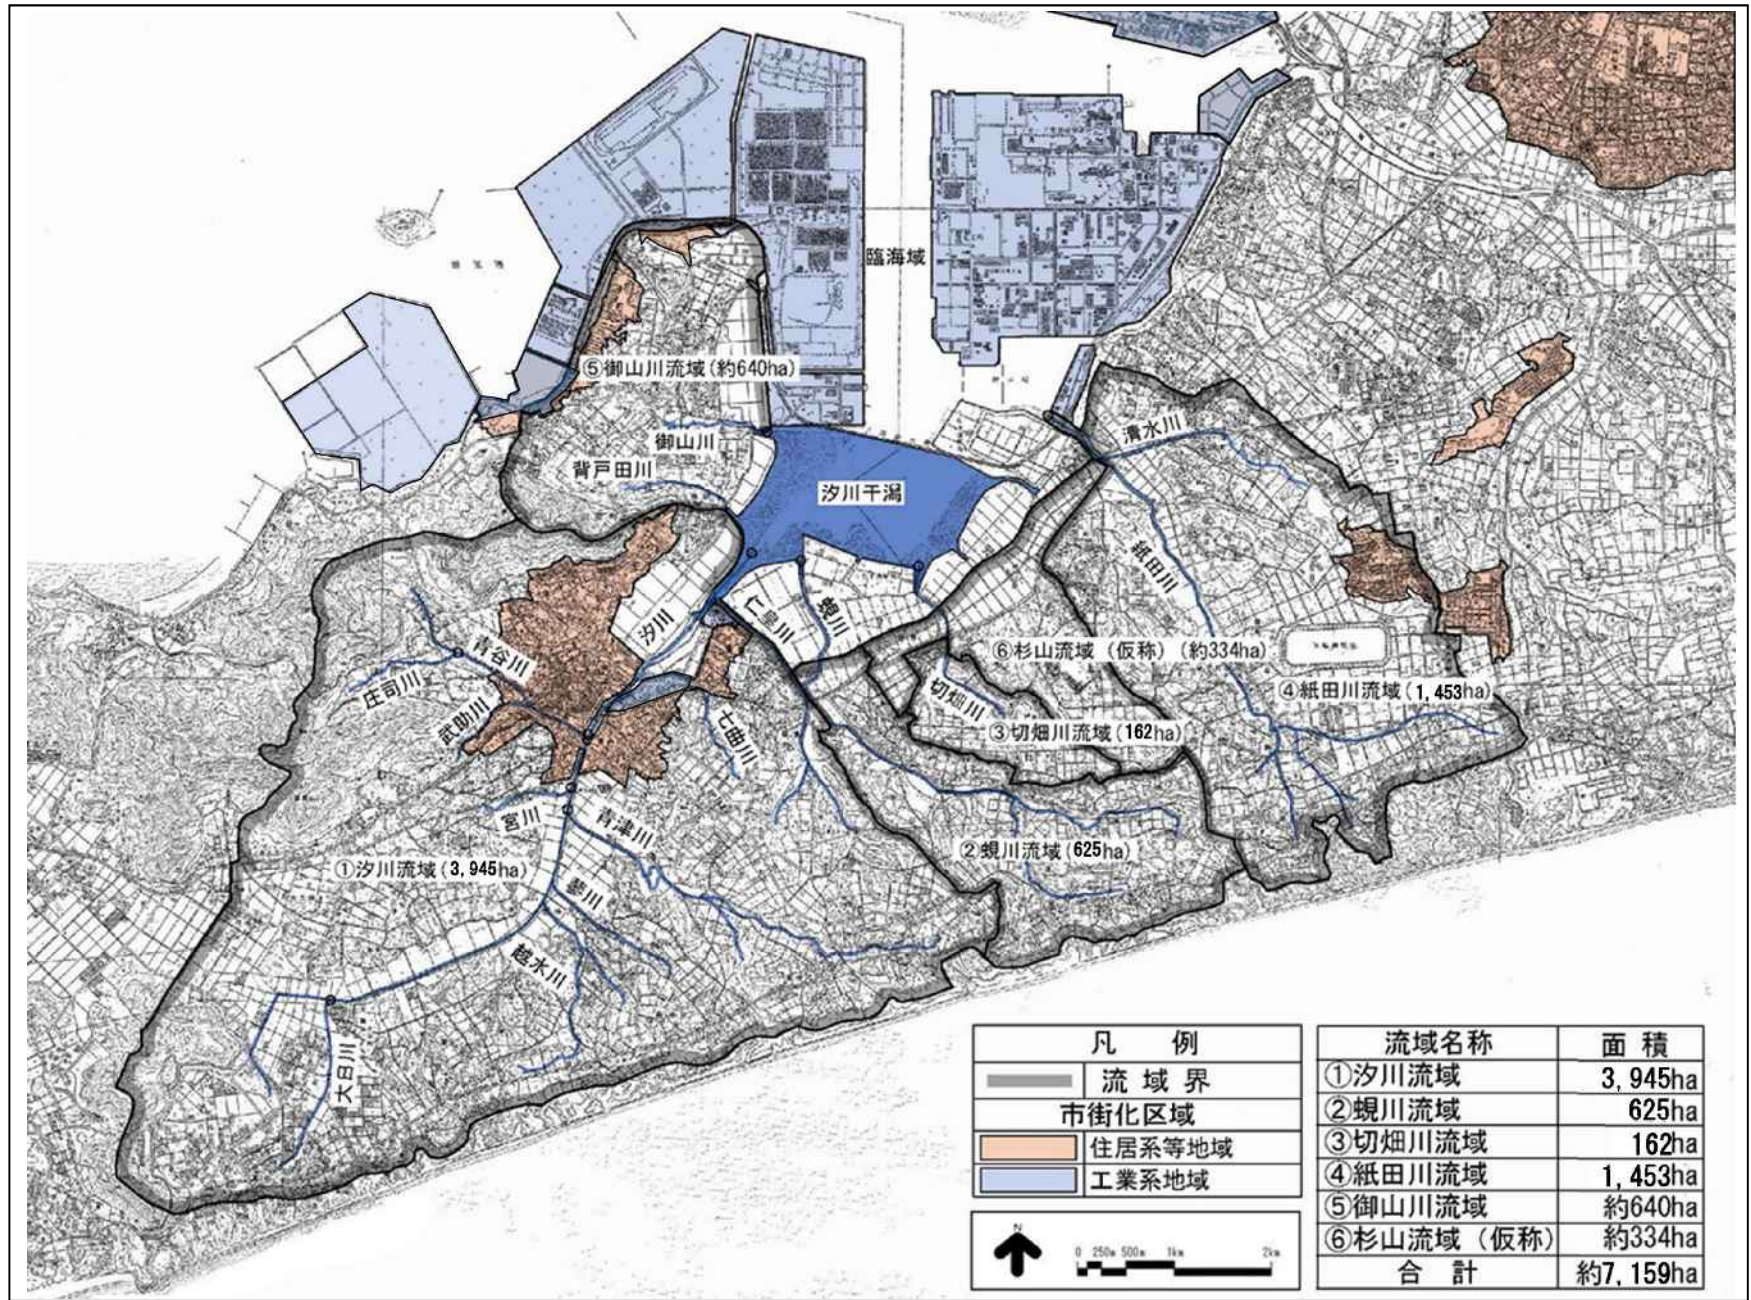 臨海域
⑤御山川流域(約640ha)
御山川
背戸田川
汐川干潟
清水川
紙田川
汐川
仁皇川
蜆川
青谷川
庄司川
武助川
七曲川
⑥杉山流域（仮称）(約334ha)
切畑川
③切畑川流域(162ha)
④紙田川流域(1,453ha)
宮川
青津川
②蜆川流域(625ha)
①汐川流域(3,945ha)
蓼川
越水川
大日川
凡 例
流域界
市街化区域
住居系等地域
工業系地域
N
0 250m 500m 1km 2km
流域名称 面積
①汐川流域 3,945ha
②蜆川流域 625ha
③切畑川流域 162ha
④紙田川流域 1,453ha
⑤御山川流域 約640ha
⑥杉山流域（仮称） 約334ha
合計 約7,159ha